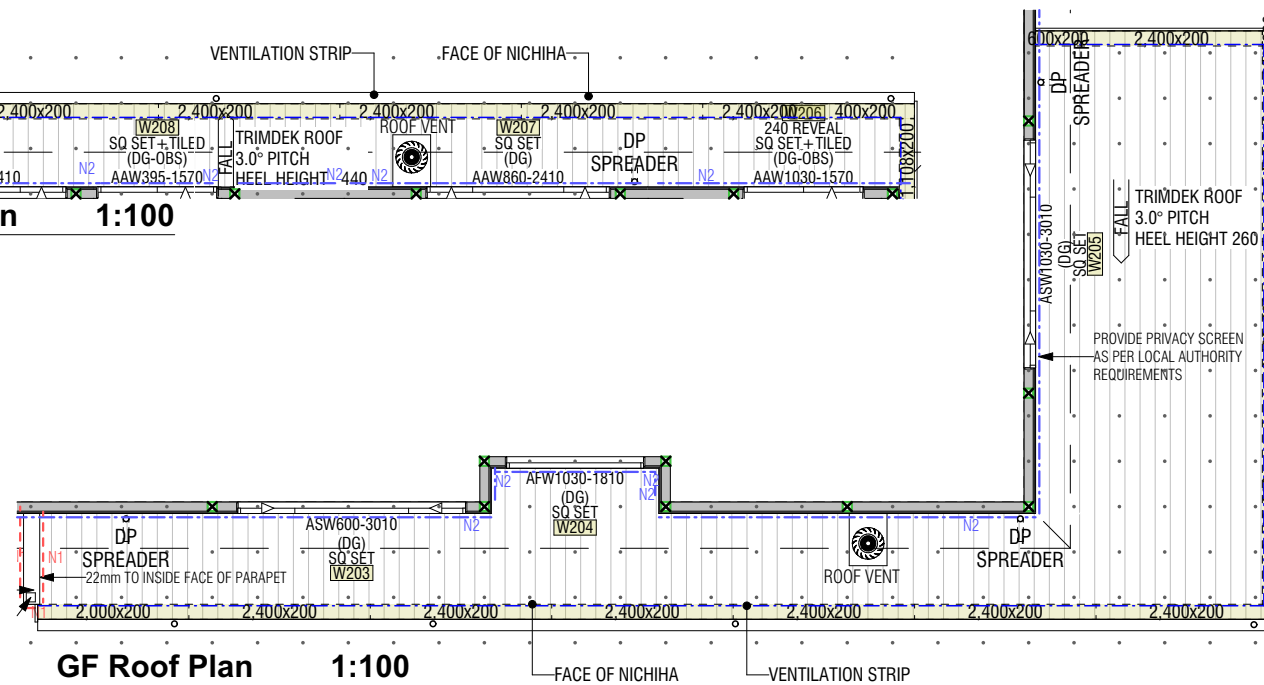 VENTILATION STRIP
FACE OF NICHIHA
600x200
2,400x200
DP
SPREADER
2,400x200
2,400x200
2,400x200
2,400x200
400x200
108x200
W208
SQ SET+TILED
(DG-OBS)
AAW395-1570
N2
N2
FALL
TRIMDEK ROOF
3.0° PITCH
HEEL HEIGHT 440
N2
N2
ROOF VENT
W207
SQ SET
(DG)
AAW860-2410
DP
SPREADER
N2
W206
240 REVEAL
SQ SET+TILED
(DG-OBS)
AAW1030-1570
410
n 1:100
ASW1030-3010
(DG)
SQ SET
W205
FALL
TRIMDEK ROOF
3.0° PITCH
HEEL HEIGHT 260
PROVIDE PRIVACY SCREEN
AS PER LOCAL AUTHORITY
REQUIREMENTS
N2
AFW1030-1810
(DG)
SQ SET
W204
N2
N2
ASW600-3010
(DG)
SQ SET
W203
N2
N2
DP
SPREADER
N1
22mm TO INSIDE FACE OF PARAPET
ROOF VENT
DP
SPREADER
2,000x200
2,400x200
2,400x200
2,400x200
2,400x200
2,400x200
2,400x200
GF Roof Plan 1:100
FACE OF NICHIHA
VENTILATION STRIP